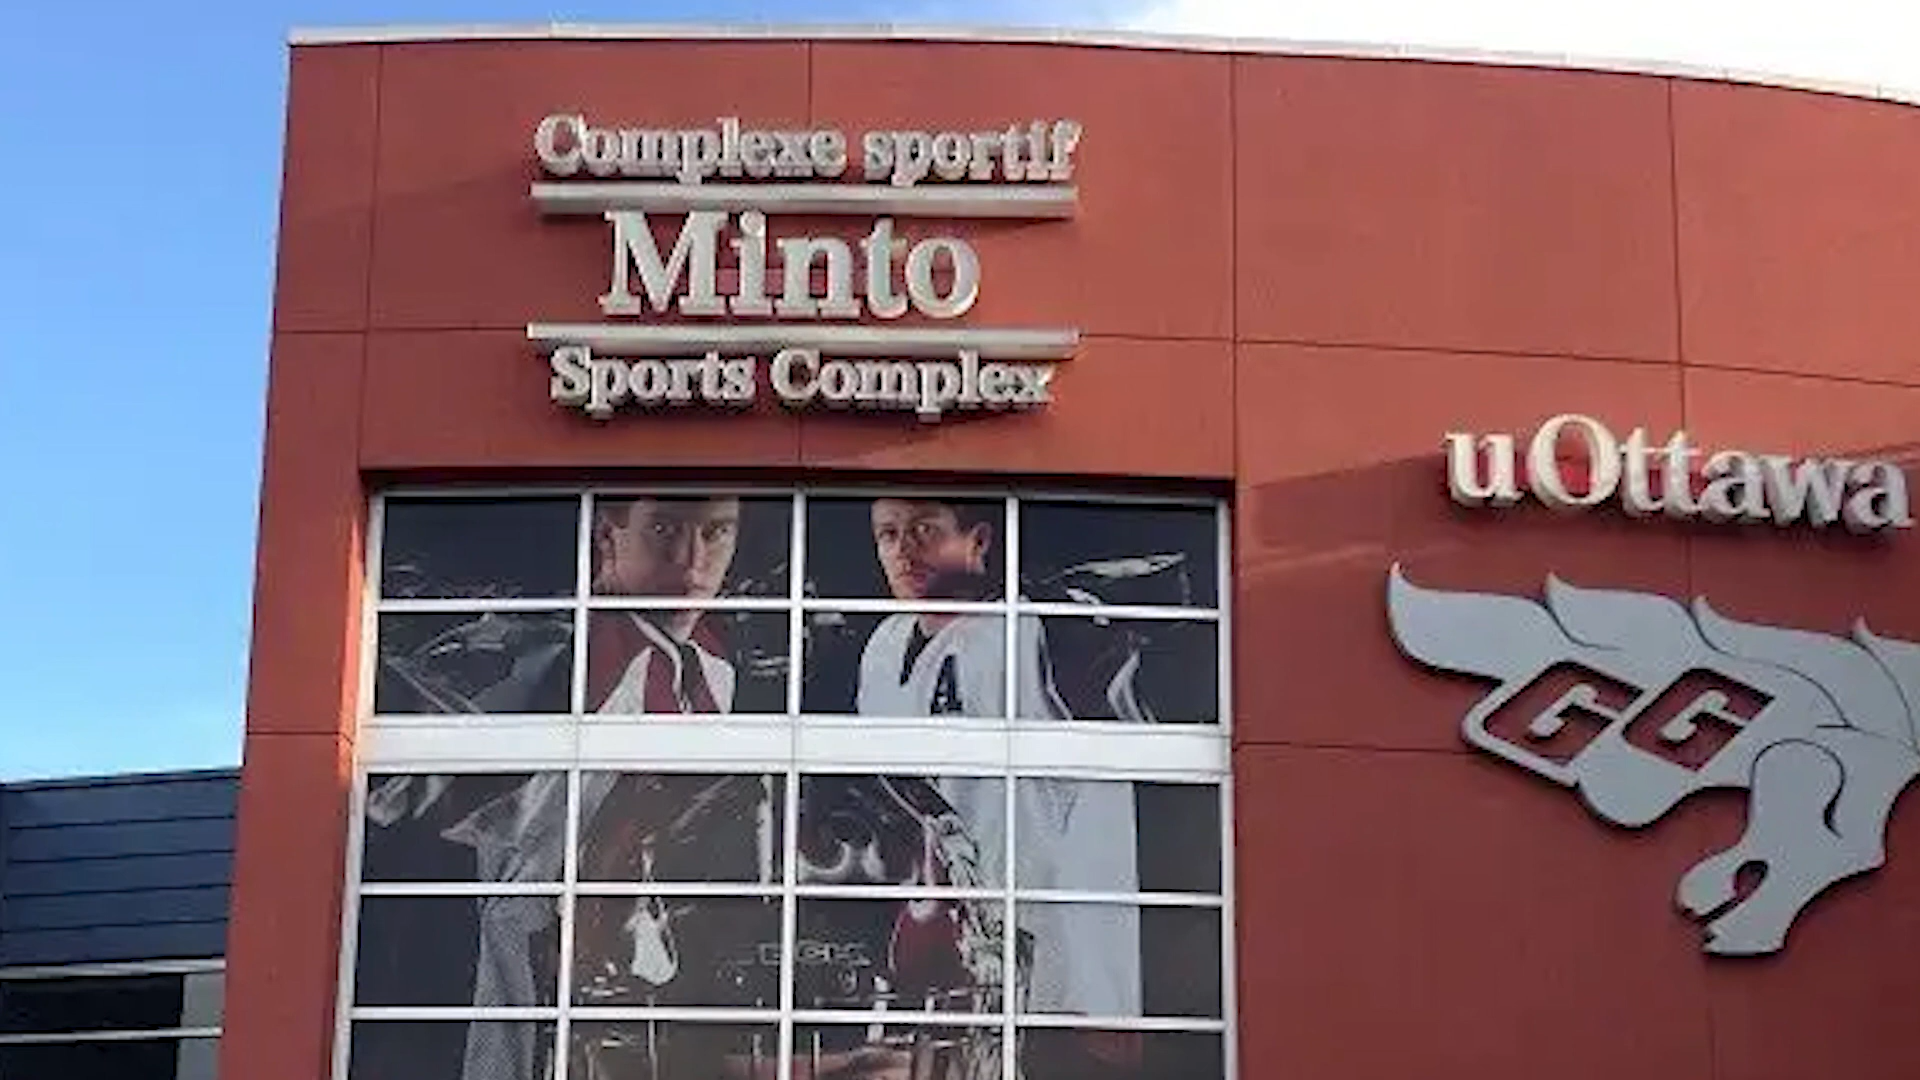 Complexe sportif
Minto
Sports Complex
uOttawa
GG
A